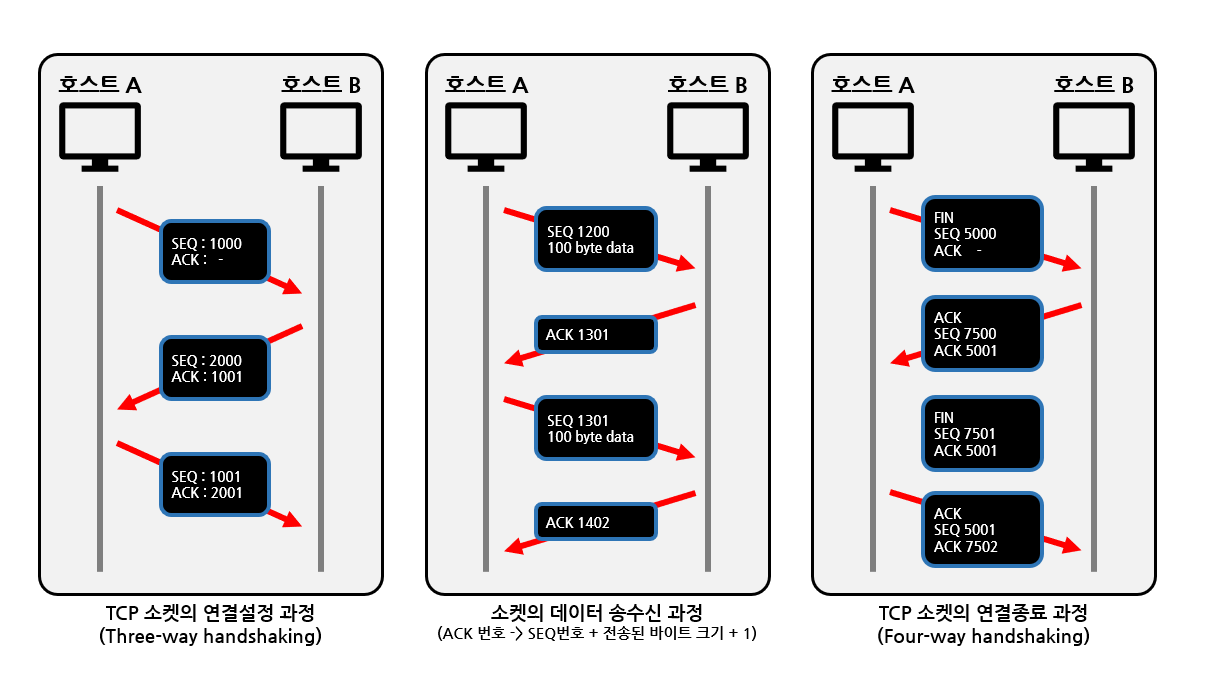 호스트 A
호스트 B
SEQ : 1000
ACK : -
SEQ : 2000
ACK : 1001
SEQ : 1001
ACK : 2001
TCP 소켓의 연결설정 과정
(Three-way handshaking)
호스트 A
호스트 B
SEQ 1200
100 byte data
ACK 1301
SEQ 1301
100 byte data
ACK 1402
소켓의 데이터 송수신 과정
(ACK 번호 -> SEQ번호 + 전송된 바이트 크기 + 1)
호스트 A
호스트 B
FIN
SEQ 5000
ACK -
ACK
SEQ 7500
ACK 5001
FIN
SEQ 7501
ACK 5001
ACK
SEQ 5001
ACK 7502
TCP 소켓의 연결종료 과정
(Four-way handshaking)